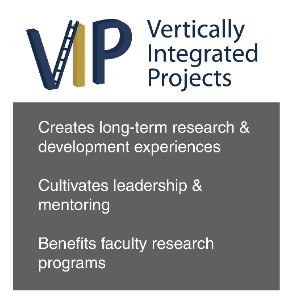 VIP
Vertically
Integrated
Projects
Creates long-term research &
development experiences
Cultivates leadership &
mentoring
Benefits faculty research
programs